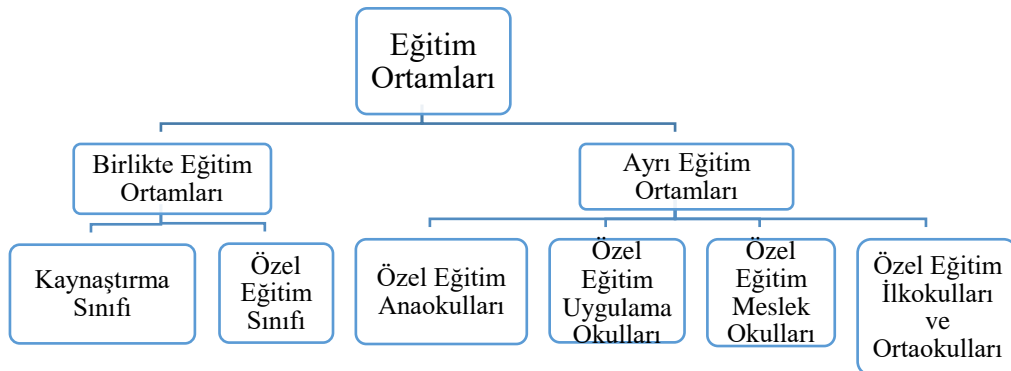 Eğitim
Ortamları
Birlikte Eğitim
Ortamları
Ayrı Eğitim
Ortamları
Kaynaştırma
Sınıfı
Özel
Eğitim
Sınıfı
Özel Eğitim
Anaokulları
Özel
Eğitim
Uygulama
Okulları
Özel
Eğitim
Meslek
Okulları
Özel Eğitim
İlkokulları
ve
Ortaokulları